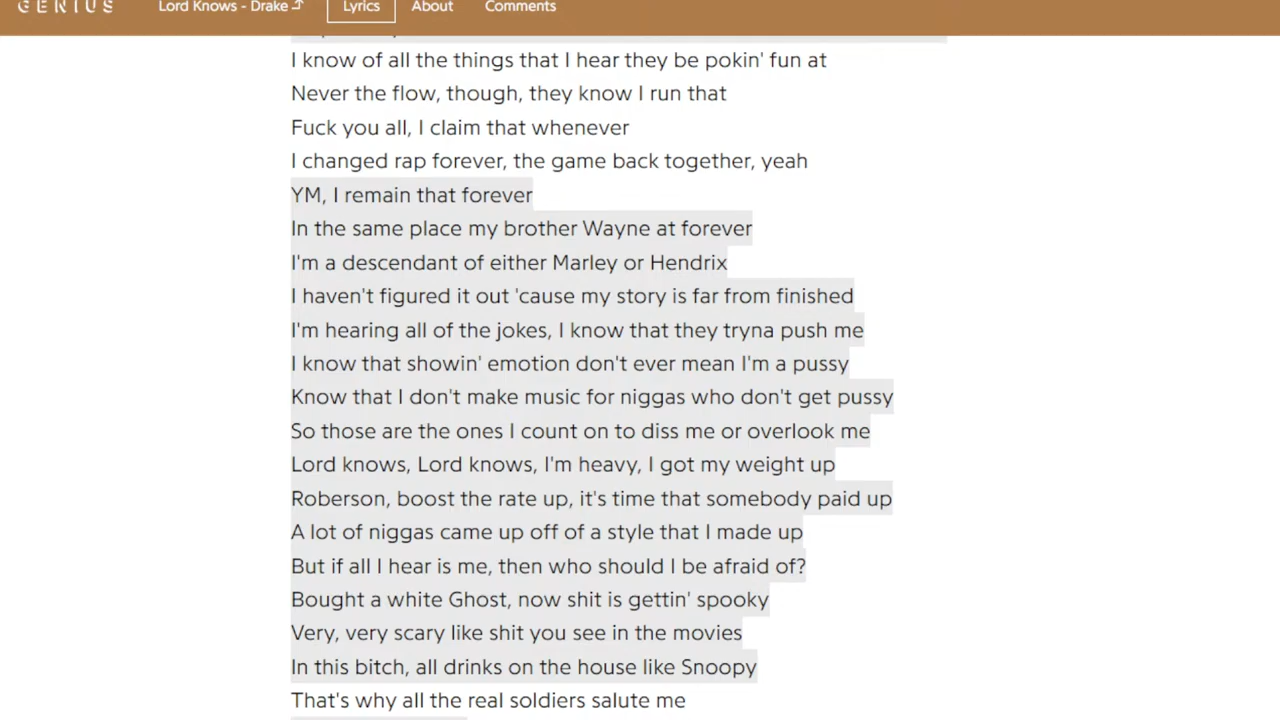 GENIUS
Lord Knows - Drake
Lyrics
About
Comments
I know of all the things that I hear they be pokin' fun at
Never the flow, though, they know I run that
Fuck you all, I claim that whenever
I changed rap forever, the game back together, yeah
YM, I remain that forever
In the same place my brother Wayne at forever
I'm a descendant of either Marley or Hendrix
I haven't figured it out 'cause my story is far from finished
I'm hearing all of the jokes, I know that they tryna push me
I know that showin' emotion don't ever mean I'm a pussy
Know that I don't make music for niggas who don't get pussy
So those are the ones I count on to diss me or overlook me
Lord knows, Lord knows, I'm heavy, I got my weight up
Roberson, boost the rate up, it's time that somebody paid up
A lot of niggas came up off of a style that I made up
But if all I hear is me, then who should I be afraid of?
Bought a white Ghost, now shit is gettin' spooky
Very, very scary like shit you see in the movies
In this bitch, all drinks on the house like Snoopy
That's why all the real soldiers salute me